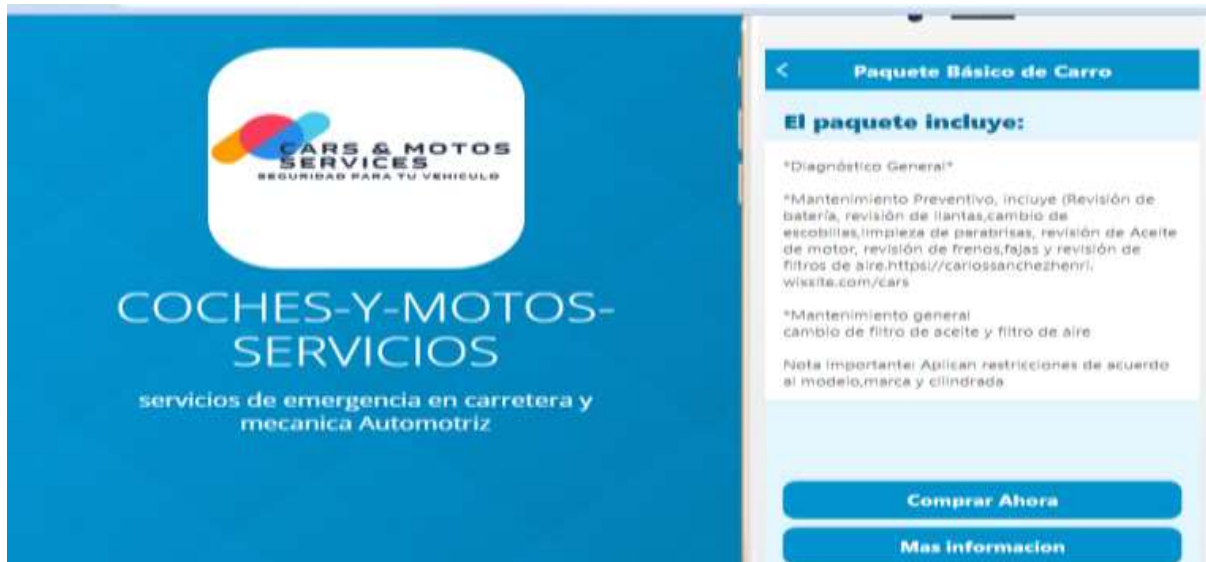 CARS & MOTOS
SERVICES
SEGURIDAD PARA TU VEHICULO
COCHES-Y-MOTOS-
SERVICIOS
servicios de emergencia en carretera y
mecanica Automotriz
< Paquete Básico de Carro
El paquete incluye:
*Diagnóstico General*
*Mantenimiento Preventivo, incluye (Revisión de
batería, revisión de llantas,cambio de
escobillas,limpieza de parabrisas, revisión de Aceite
de motor, revisión de frenos,fajas y revisión de
filtros de aire.https://carlossanchezhenri.
wixsite.com/cars
*Mantenimiento general
cambio de filtro de aceite y filtro de aire
Nota importante: Aplican restricciones de acuerdo
al modelo,marca y cilindrada
Comprar Ahora
Mas informacion